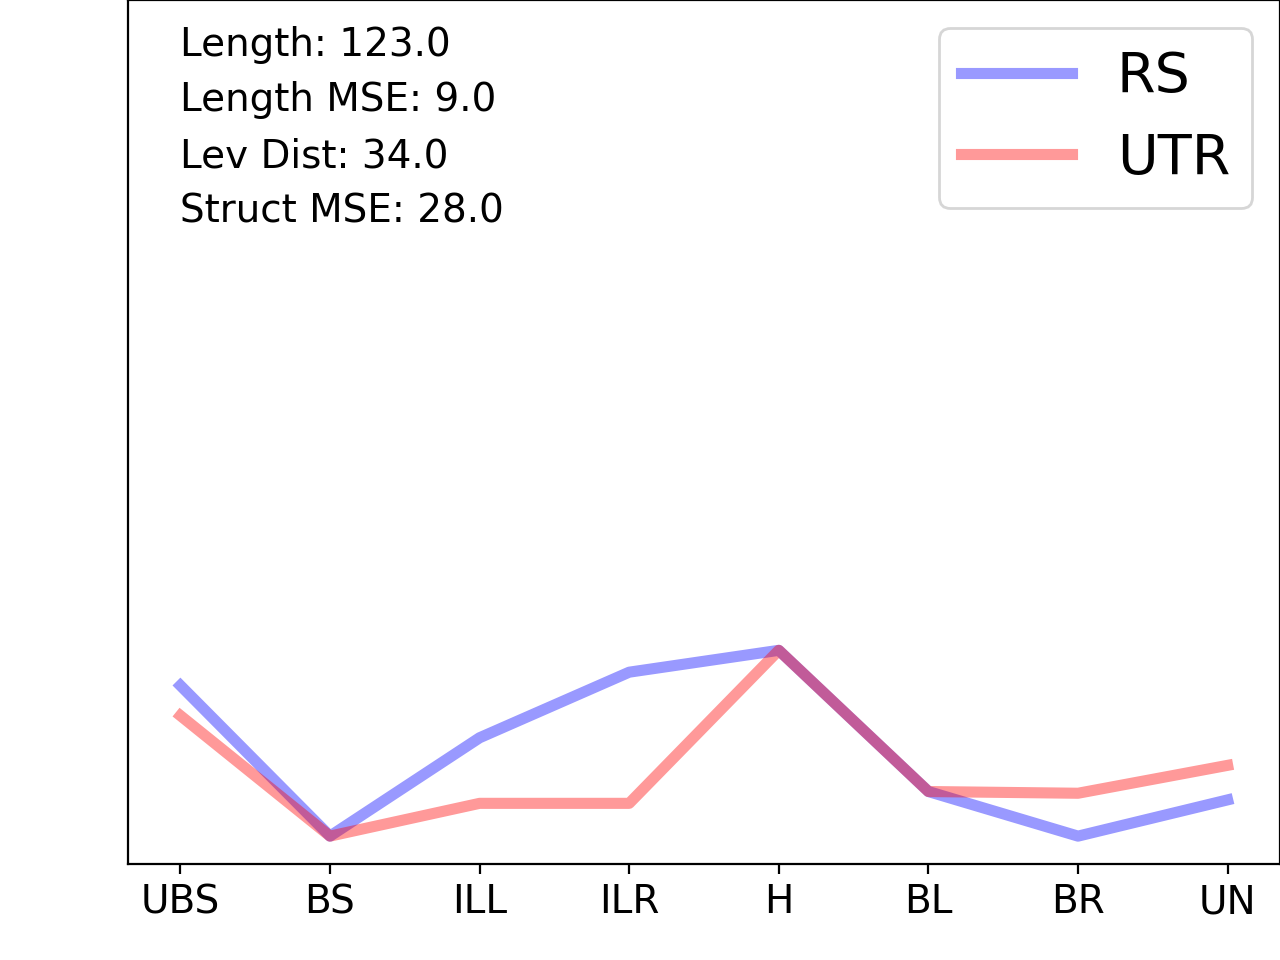 Length: 123.0
Length MSE: 9.0
Lev Dist: 34.0
Struct MSE: 28.0
RS
UTR
UBS BS ILL ILR H BL BR UN